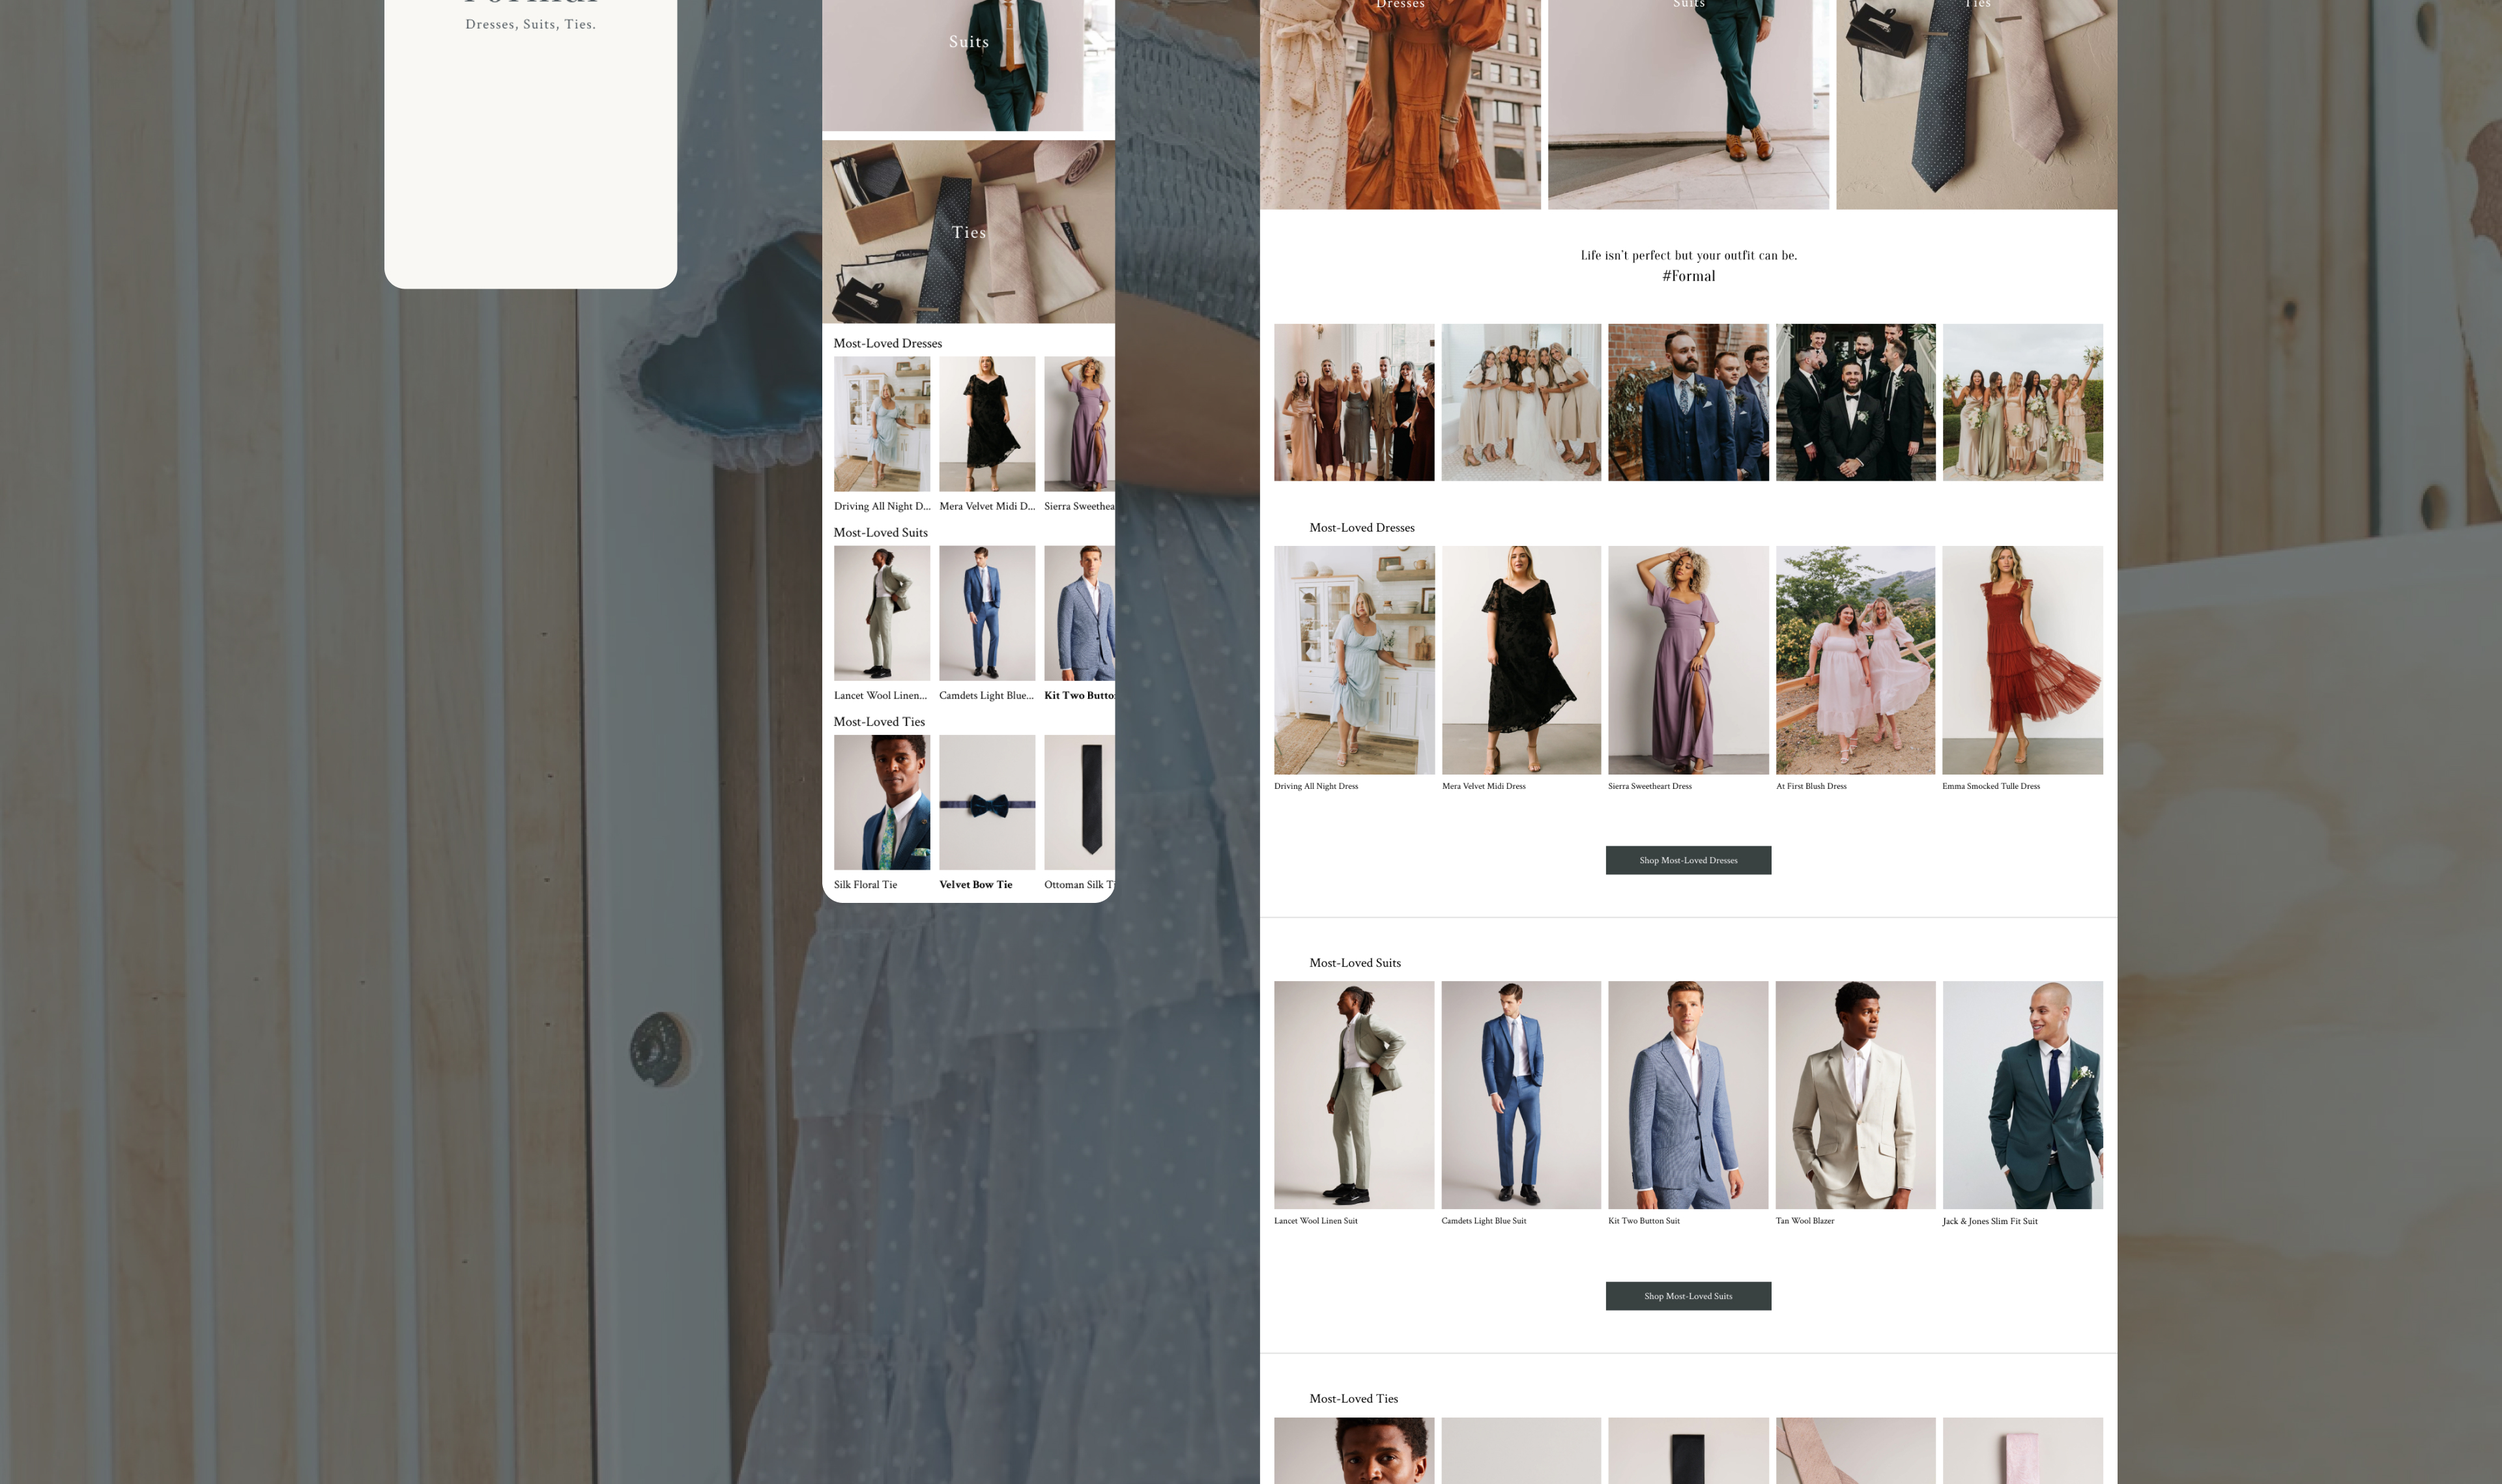 Formal
Dresses, Suits, Ties.
Suits
Ties
Most-Loved Dresses
Driving All Night D...
Mera Velvet Midi D...
Sierra Sweethea
Most-Loved Suits
Lancet Wool Linen...
Camdets Light Blue...
Kit Two Butto
Most-Loved Ties
Silk Floral Tie
Velvet Bow Tie
Ottoman Silk T
Dresses
Suits
Ties
Life isn't perfect but your outfit can be.
#Formal
Most-Loved Dresses
Driving All Night Dress
Mera Velvet Midi Dress
Sierra Sweetheart Dress
At First Blush Dress
Emma Smocked Tulle Dress
Shop Most-Loved Dresses
Most-Loved Suits
Lancet Wool Linen Suit
Camdets Light Blue Suit
Kit Two Button Suit
Tan Wool Blazer
Jack & Jones Slim Fit Suit
Shop Most-Loved Suits
Most-Loved Ties